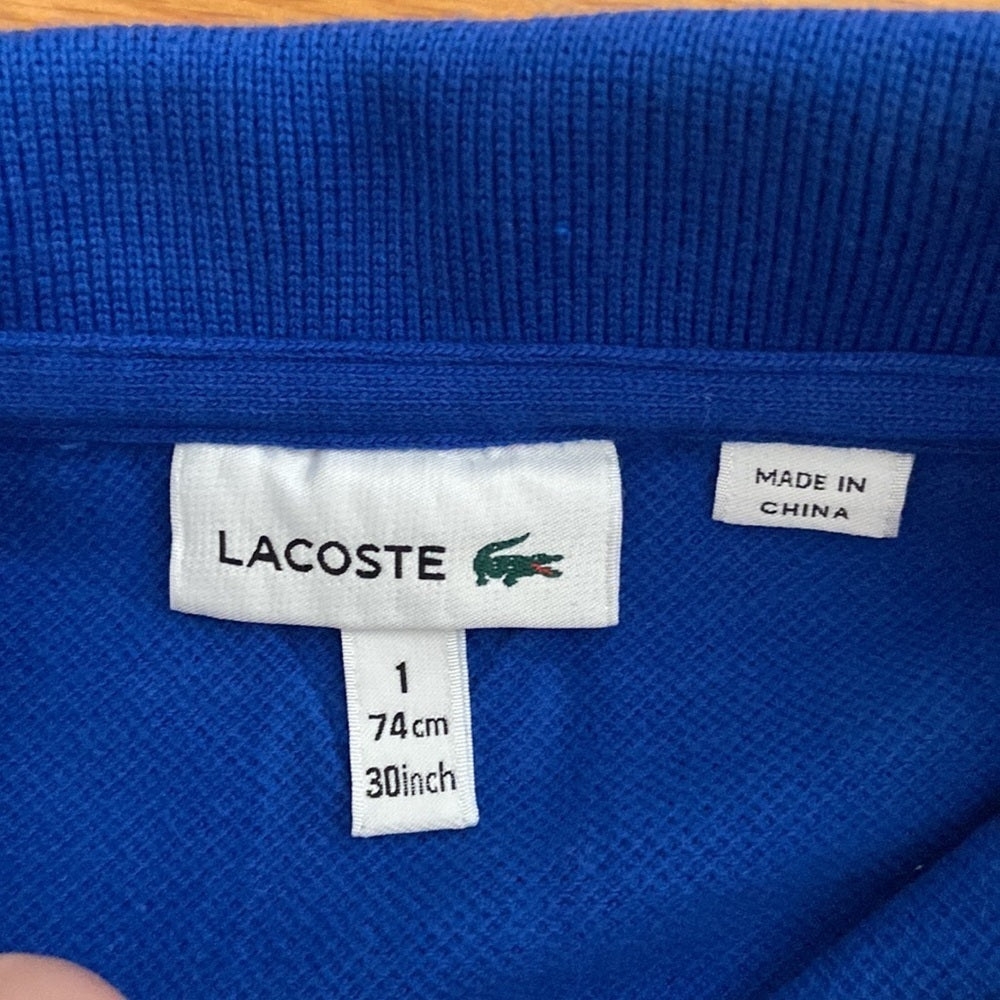 LACOSTE
1
74cm
30inch
MADE IN
CHINA